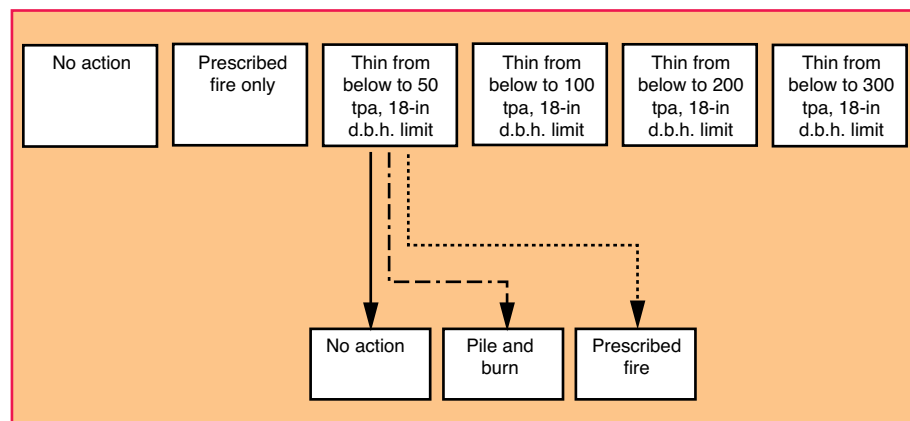 No action
Prescribed
fire only
Thin from
below to 50
tpa, 18-in
d.b.h. limit
Thin from
below to 100
tpa, 18-in
d.b.h. limit
Thin from
below to 200
tpa, 18-in
d.b.h. limit
Thin from
below to 300
tpa, 18-in
d.b.h. limit
No action
Pile and
burn
Prescribed
fire